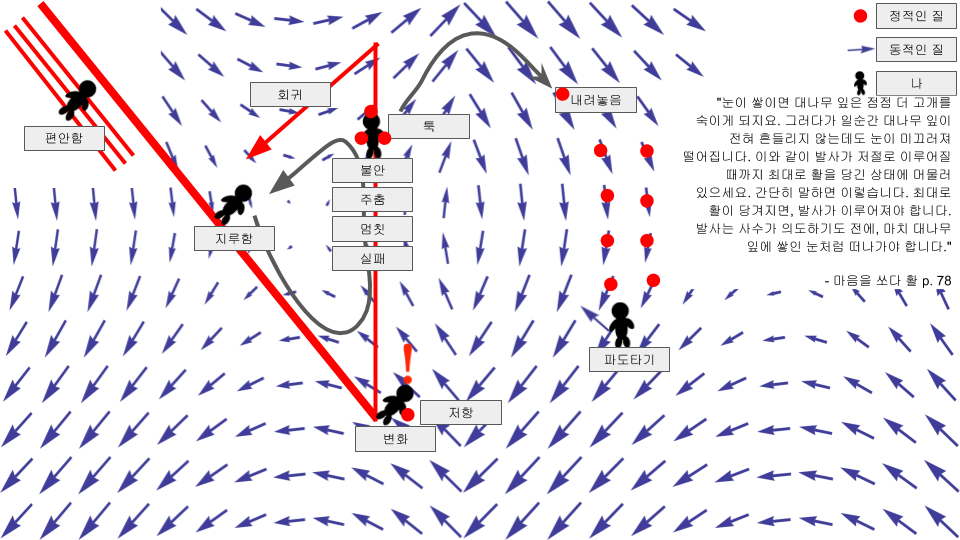 정적인 질
동적인 질
나
"눈이 쌓이면 대나무 잎은 점점 더 고개를
숙이게 되지요. 그러다가 일순간 대나무 잎이
전혀 흔들리지 않는데도 눈이 미끄러져
떨어집니다. 이와 같이 발사가 저절로 이루어질
때까지 최대로 활을 당긴 상태에 머물러
있으세요. 간단히 말하면 이렇습니다. 최대로
활이 당겨지면, 발사가 이루어져야 합니다.
발사는 사수가 의도하기도 전에, 마치 대나무
잎에 쌓인 눈처럼 떠나가야 합니다."
- 마음을 쏘다 활 p. 78
회귀
내려놓음
툭
편안함
불안
주춤
멈칫
실패
지루함
파도타기
저항
변화